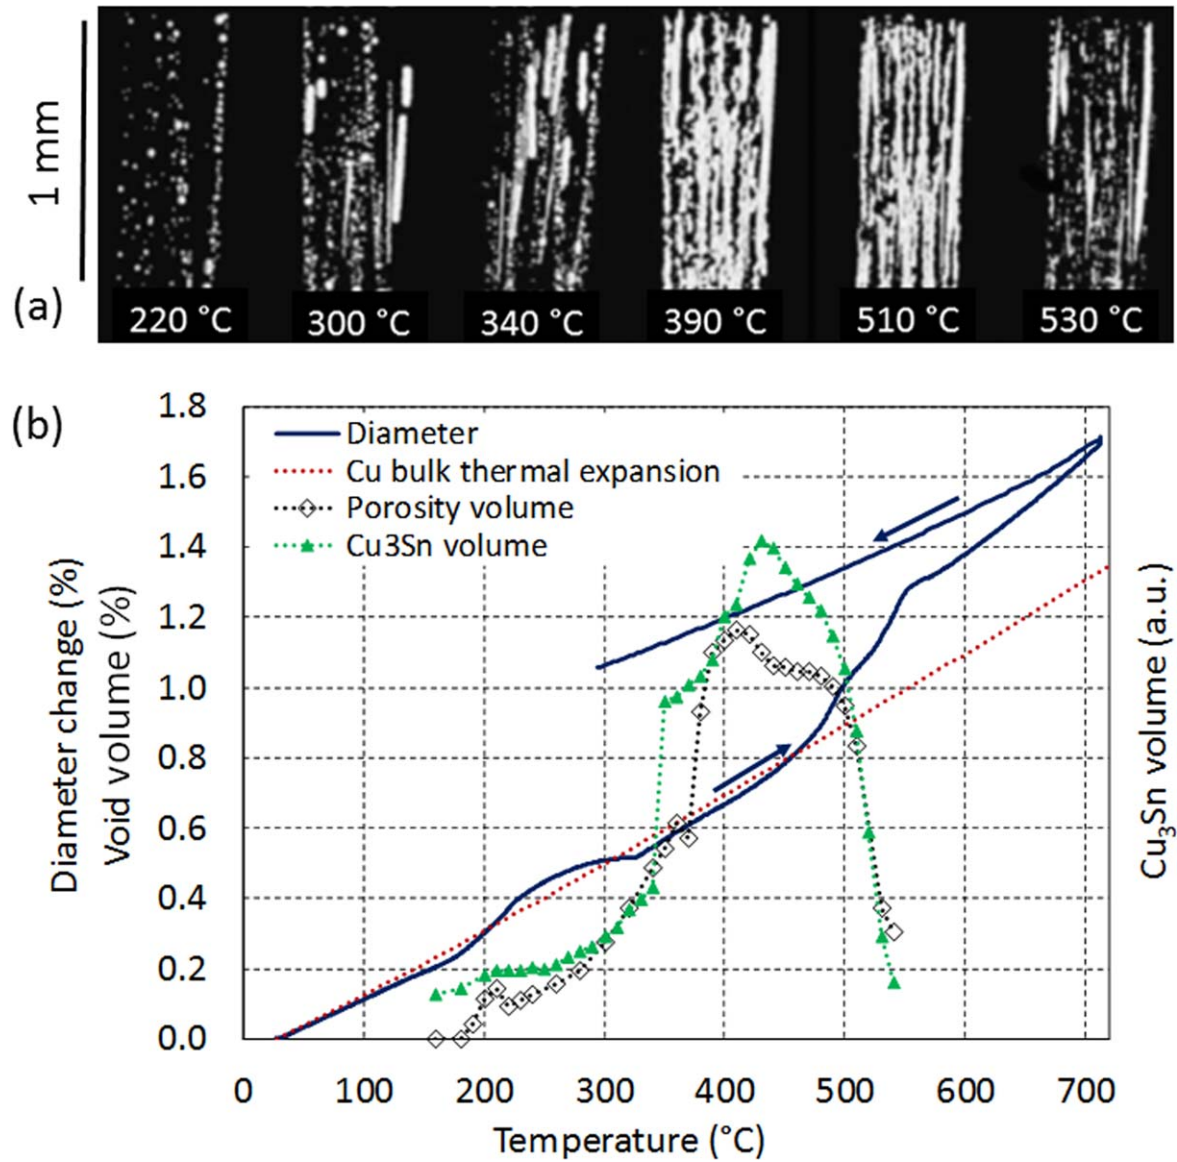 1 mm
(a)
220 °C
300 °C
340 °C
390 °C
510 °C
530 °C
(b)
Diameter
Cu bulk thermal expansion
Porosity volume
Cu3Sn volume
Diameter change (%)
Void volume (%)
1.8
1.6
1.4
1.2
1.0
0.8
0.6
0.4
0.2
0.0
Cu₃Sn volume (a.u.)
0 100 200 300 400 500 600 700
Temperature (°C)